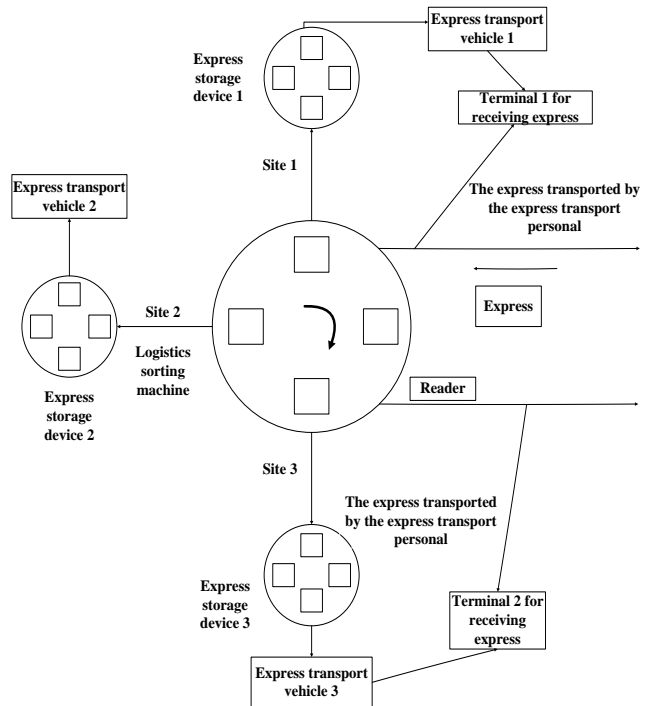 Express transport
vehicle 1
Express
storage
device 1
Terminal 1 for
receiving express
Site 1
Express transport
vehicle 2
The express transported by
the express transport
personal
Express
Site 2
Logistics
sorting
machine
Express
storage
device 2
Reader
Site 3
The express transported
by the express transport
personal
Express
storage
device 3
Terminal 2 for
receiving
express
Express transport
vehicle 3